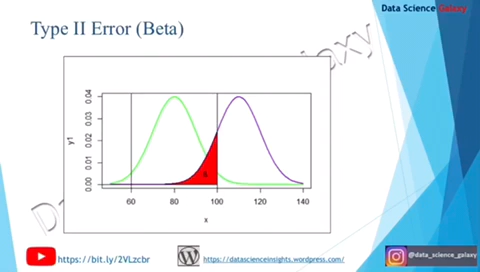 Data Science Galaxy
Type II Error (Beta)
0.04
0.03
0.02
0.01
0.00
y1
60
80
100
120
140
x
https://bit.ly/2VLzcbr
https://datascienceinsights.wordpress.com/
@data_science_galaxy